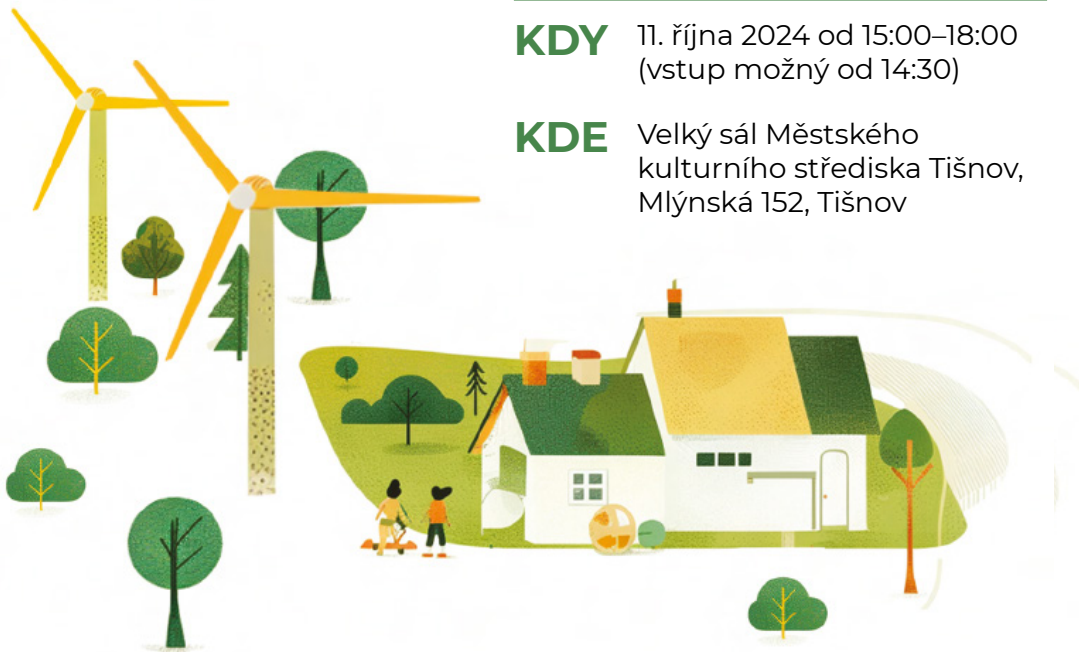 KDY 11. října 2024 od 15:00–18:00
(vstup možný od 14:30)
KDE Velký sál Městského
kulturního střediska Tišnov,
Mlýnská 152, Tišnov